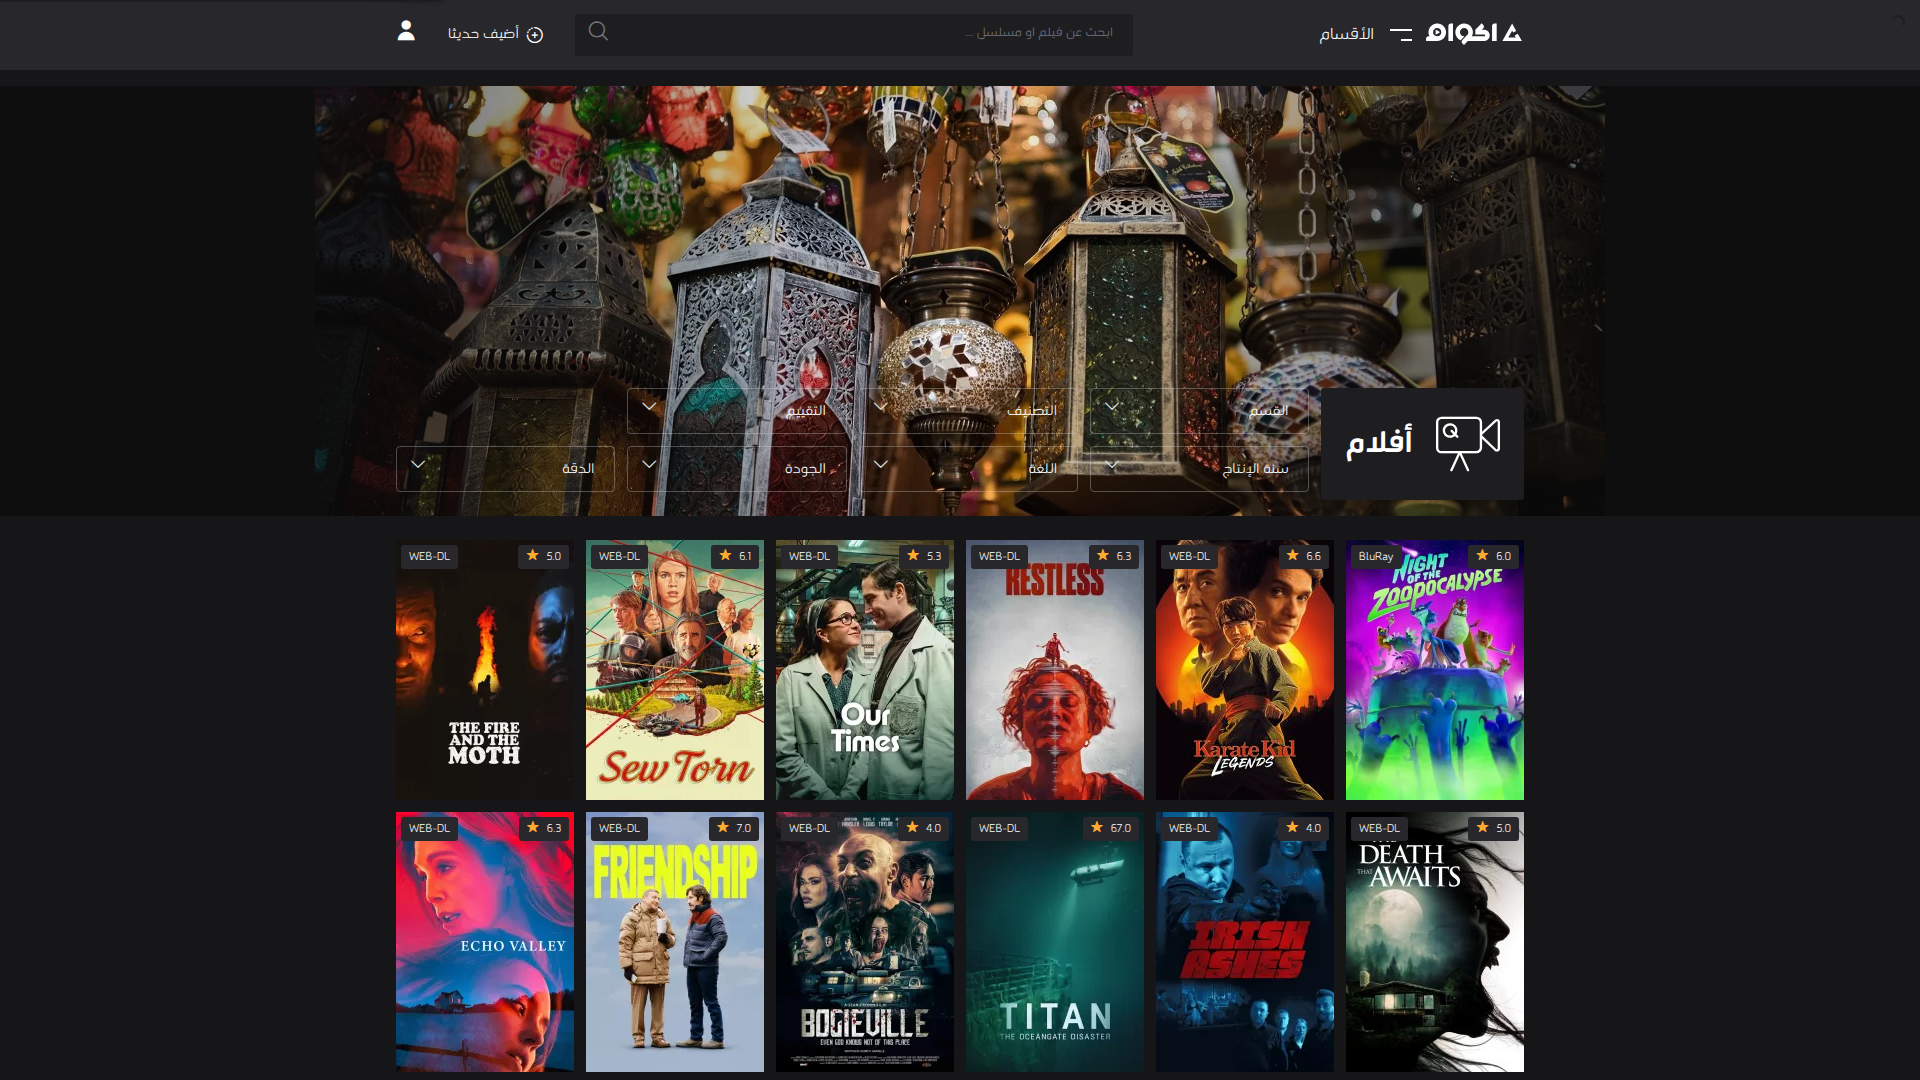 اكوام
الأقسام
ابحث عن فيلم او مسلسل ...
أضيف حديثا
أفلام
القسم
التصنيف
التقييم
سنة الإنتاج
اللغة
الجودة
الدقة
WEB-DL
5.0
THE FIRE
AND THE
MOTH
WEB-DL
6.1
Sew Torn
WEB-DL
5.3
Our
Times
WEB-DL
6.3
RESTLESS
WEB-DL
6.6
Karate Kid
LEGENDS
BluRay
6.0
NIGHT
OF THE
ZOOPOCALYPSE
WEB-DL
6.3
ECHO VALLEY
WEB-DL
7.0
FRIENDSHIP
WEB-DL
4.0
BOGIEVILLE
EVEN GOD KNOWS NOT OF THIS PLACE
WEB-DL
67.0
TITAN
THE OCEANGATE DISASTER
WEB-DL
4.0
IRISH
ASHES
WEB-DL
5.0
DEATH
THAT AWAITS